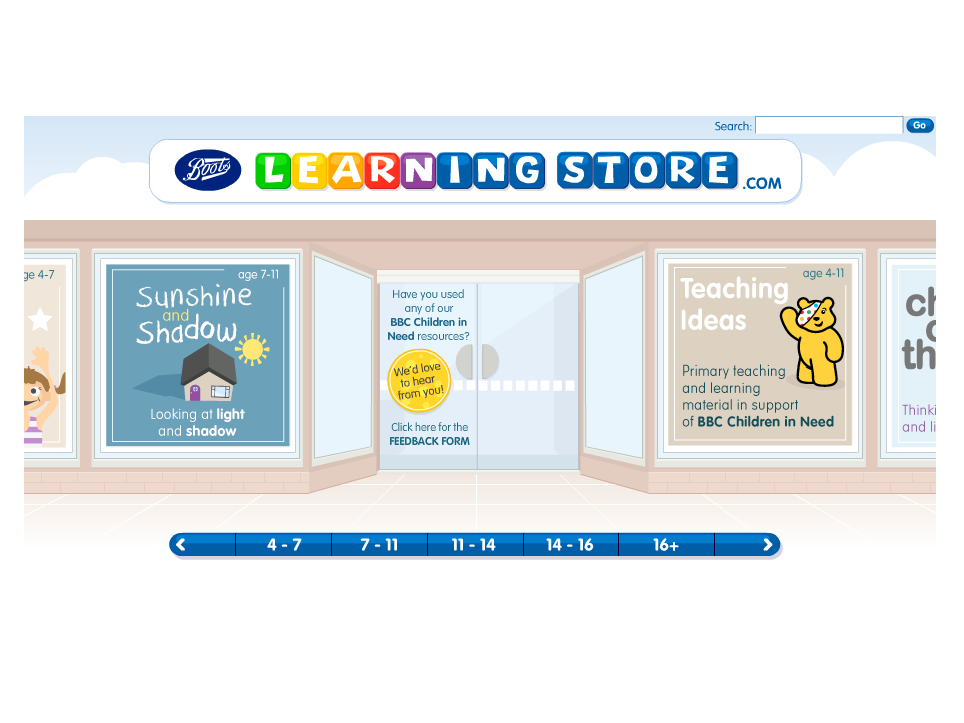 Search:
Go
Boots LEARNING STORE .COM
age 4-7
age 7-11
Sunshine
and
Shadow
Looking at light
and shadow
Have you used
any of our
BBC Children in
Need resources?
We'd love
to hear
from you!
Click here for the
FEEDBACK FORM
age 4-11
Teaching
Ideas
Primary teaching
and learning
material in support
of BBC Children in Need
ch
th
Thinki
and li
4 - 7
7 - 11
11 - 14
14 - 16
16+